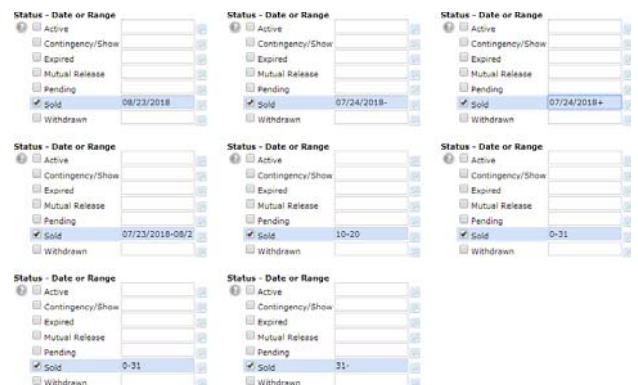 Status - Date or Range
Active
Contingency/Show
Expired
Mutual Release
Pending
Sold 08/23/2018
Withdrawn
Status - Date or Range
Active
Contingency/Show
Expired
Mutual Release
Pending
Sold 07/24/2018-
Withdrawn
Status - Date or Range
Active
Contingency/Show
Expired
Mutual Release
Pending
Sold 07/24/2018+
Withdrawn
Status - Date or Range
Active
Contingency/Show
Expired
Mutual Release
Pending
Sold 07/23/2018-08/2
Withdrawn
Status - Date or Range
Active
Contingency/Show
Expired
Mutual Release
Pending
Sold 10-20
Withdrawn
Status - Date or Range
Active
Contingency/Show
Expired
Mutual Release
Pending
Sold 0-31
Withdrawn
Status - Date or Range
Active
Contingency/Show
Expired
Mutual Release
Pending
Sold 0-31
Withdrawn
Status - Date or Range
Active
Contingency/Show
Expired
Mutual Release
Pending
Sold 31-
Withdrawn